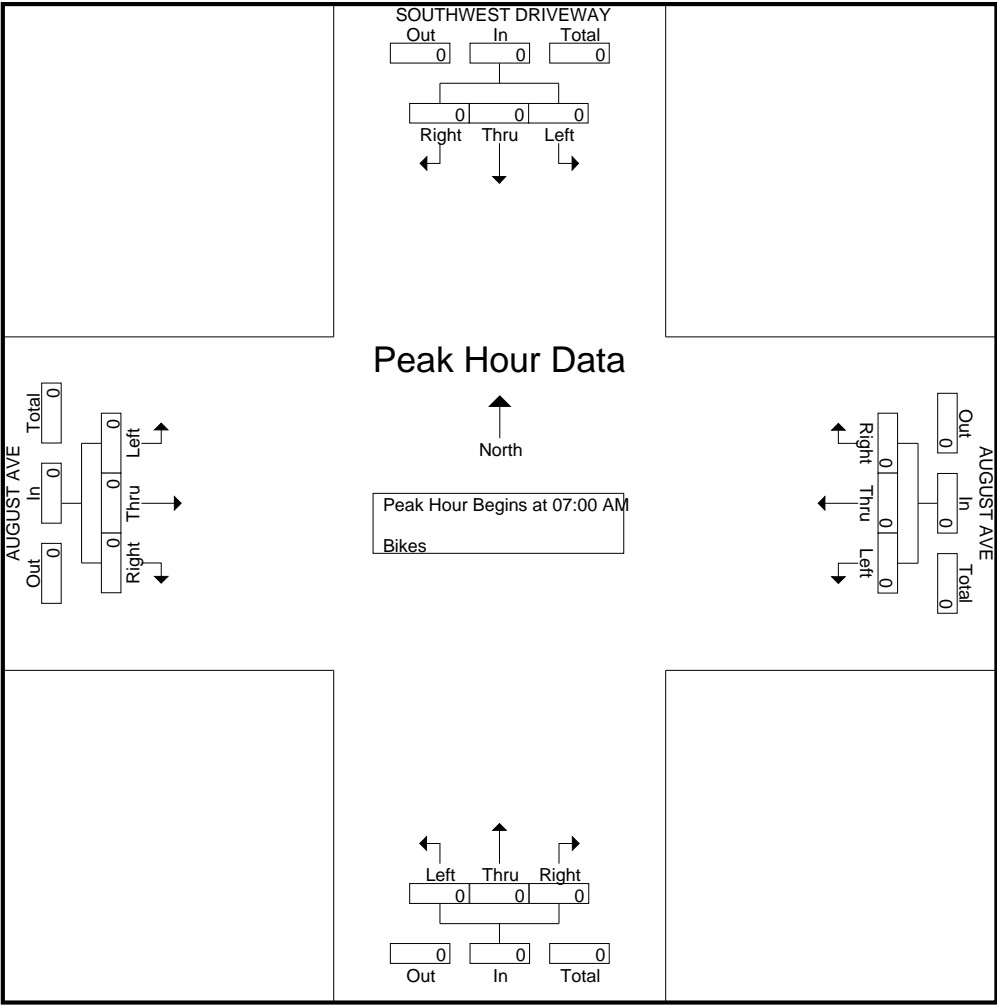 SOUTHWEST DRIVEWAY
Out In Total
0 0 0
0 0 0
Right Thru Left
Peak Hour Data
North
Peak Hour Begins at 07:00 AM
Bikes
AUGUST AVE
Out In Total
0 0 0
0 0 0
Right Thru Left
AUGUST AVE
Out In Total
0 0 0
0 0 0
Right Thru Left
Left Thru Right
0 0 0
0 0 0
Out In Total